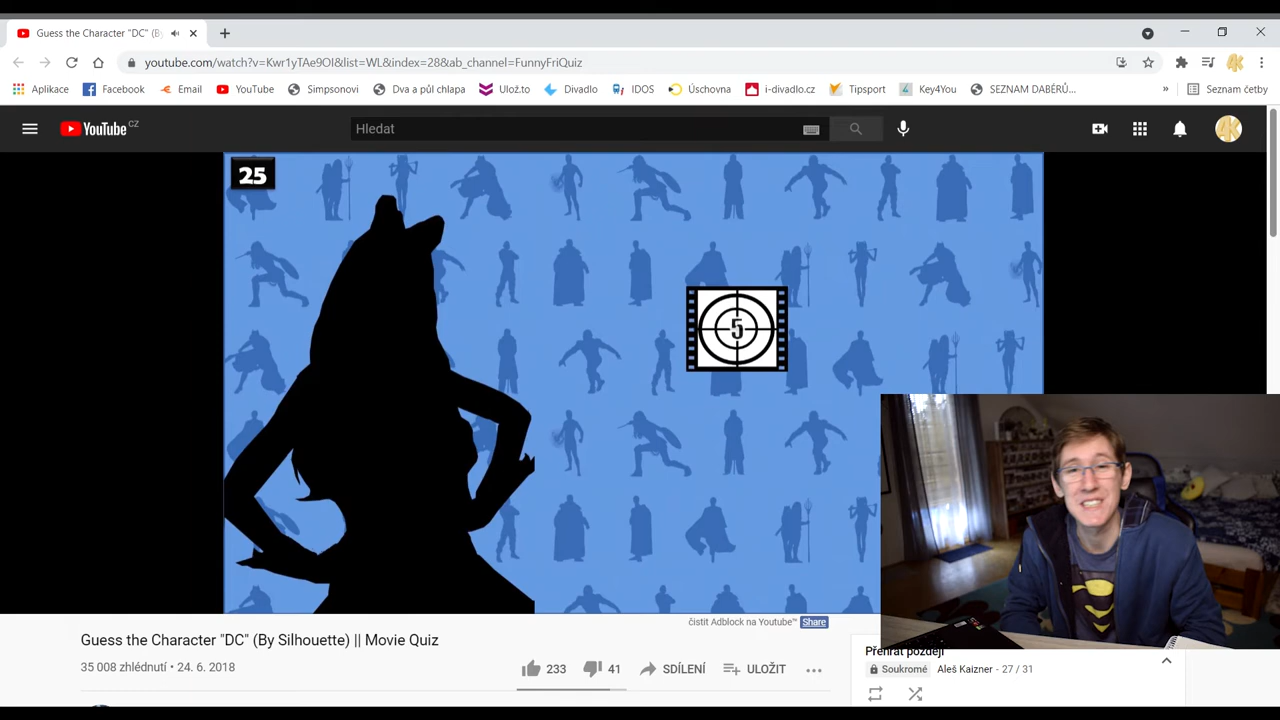 Guess the Character "DC" (B
youtube.com/watch?v=Kwr1yTAe9OI&list=WL&index=28&ab_channel=FunnyFriQuiz
Aplikace Facebook Email YouTube Simpsonovi Dva a půl chlapa Ulož.to Divadlo IDOS Úschovna i-divadlo.cz Tipsport Key4You SEZNAM DABÉRŮ... » Seznam četby
YouTube CZ Hledat 4K
25
5
čistit Adblock na Youtube™ Share
Guess the Character "DC" (By Silhouette) || Movie Quiz
35 008 zhlédnutí • 24. 6. 2018
233 41 SDÍLENÍ ULOŽIT ...
Přehrát později
Soukromé Aleš Kaizner - 27 / 31